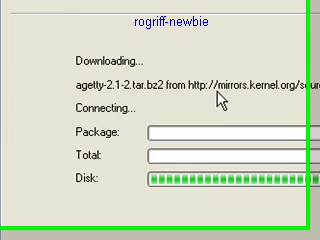 rogriff-newbie
Downloading...
agetty-2.1-2.tar.bz2 from http://mirrors.kernel.org/sour
Connecting...
Package:
Total:
Disk: